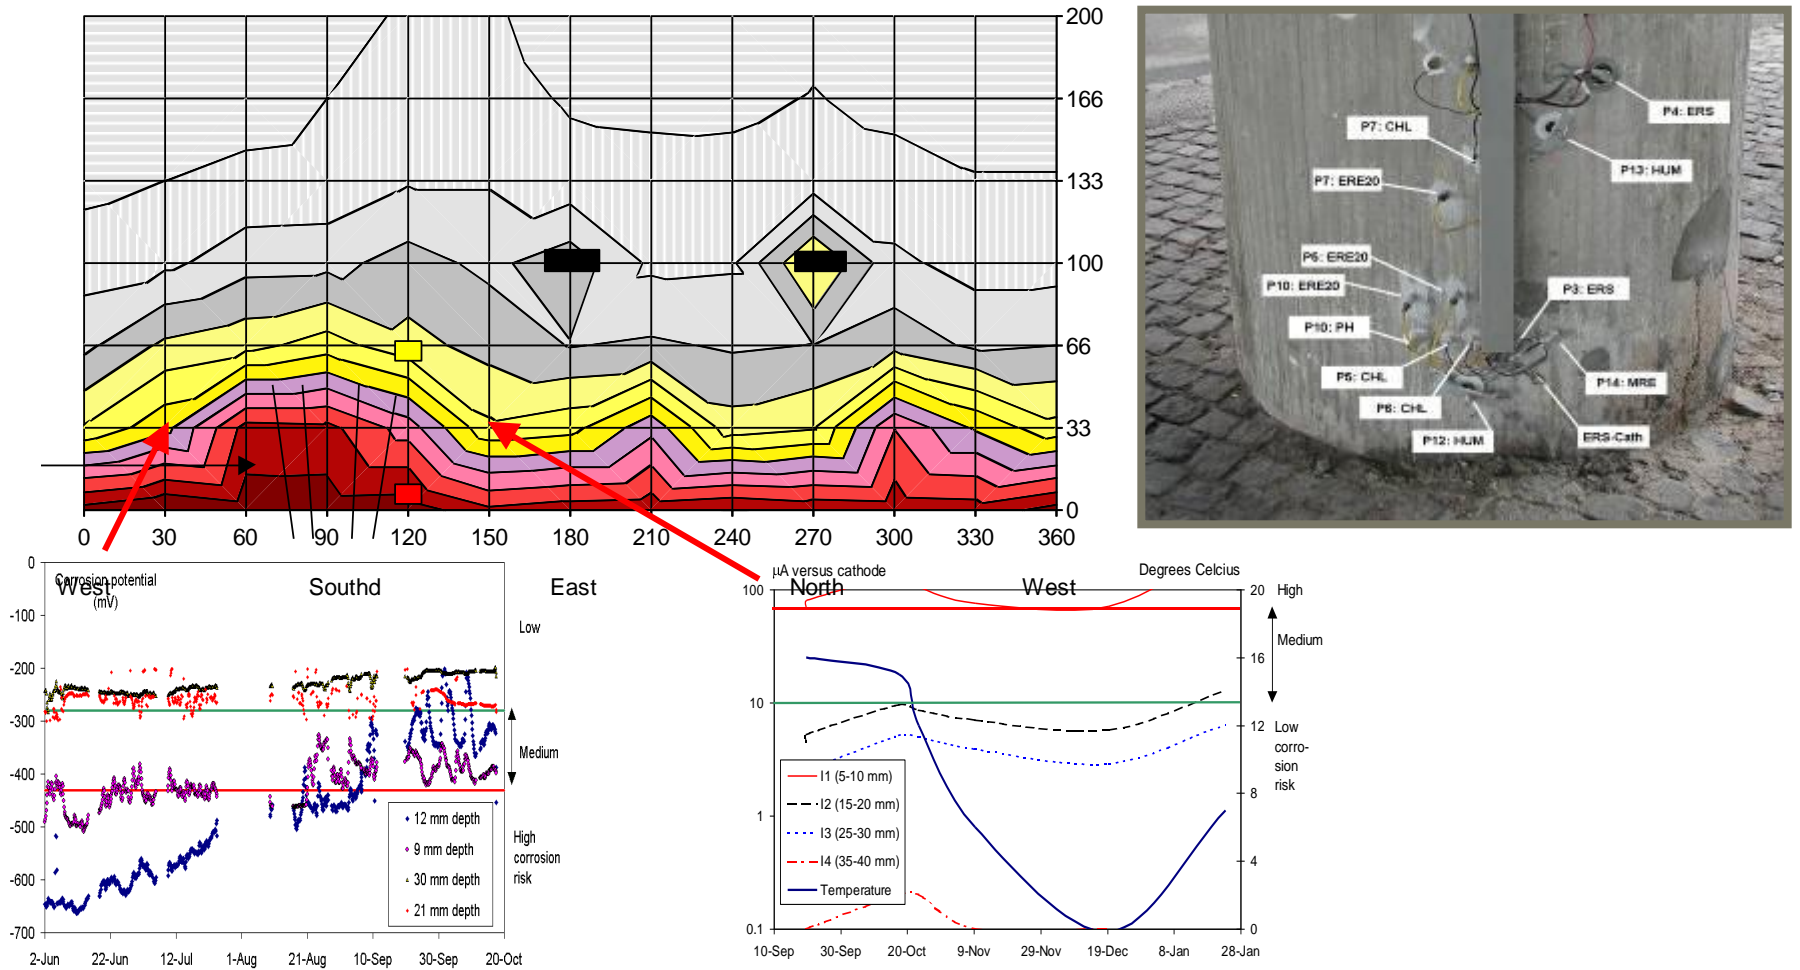 200
166
133
100
66
33
0
0 30 60 90 120 150 180 210 240 270 300 330 360
West Southd East North West
P4: ERS
P7: CHL
P13: HUM
P7: ERE20
P6: ERE20
P10: ERE20
P3: ERS
P10: PH
P5: CHL
P14: MRE
P6: CHL
P12: HUM
ERS-Cath
Corrosion potential
(mV)
0
-100
-200
-300
-400
-500
-600
-700
2-Jun 22-Jun 12-Jul 1-Aug 21-Aug 10-Sep 30-Sep 20-Oct
Low
Medium
High
corrosion
risk
12 mm depth
9 mm depth
30 mm depth
21 mm depth
µA versus cathode
Degrees Celcius
100
10
1
0.1
20
16
12
8
4
0
10-Sep 30-Sep 20-Oct 9-Nov 29-Nov 19-Dec 8-Jan 28-Jan
High
Medium
Low
corro-
sion
risk
I1 (5-10 mm)
I2 (15-20 mm)
I3 (25-30 mm)
I4 (35-40 mm)
Temperature